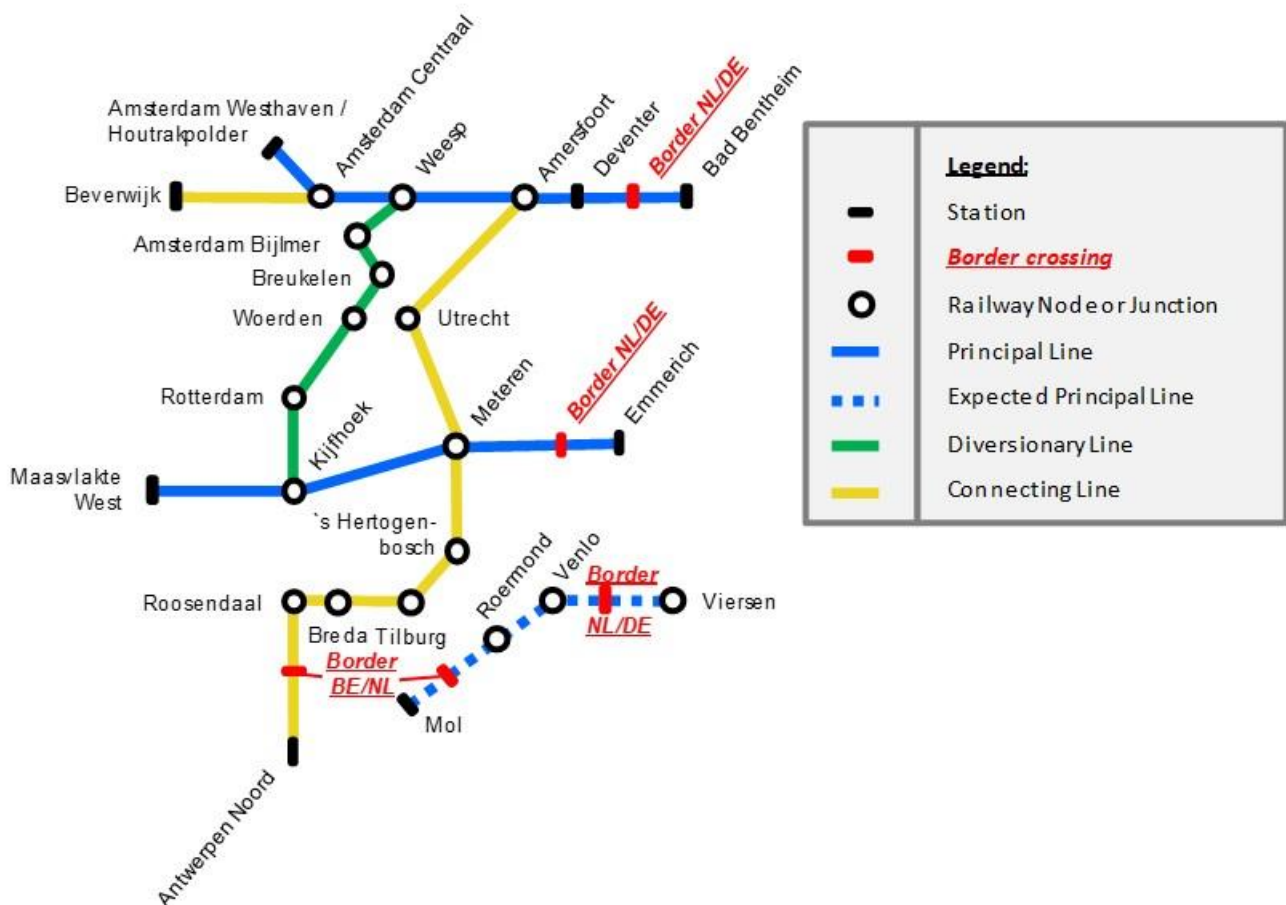 Amsterdam Westhaven /
Houtrakpolder
Amsterdam Centraal
Weesp
Amersfoort
Deventer
Border NL/DE
Bad Bentheim
Beverwijk
Amsterdam Bijlmer
Breukelen
Woerden
Utrecht
Rotterdam
Kijfhoek
Meteren
Border NL/DE
Emmerich
Maasvlakte
West
`s Hertogen-
bosch
Roosendaal
Breda
Tilburg
Roermond
Venlo
Border
NL/DE
Viersen
Border
BE/NL
Mol
Antwerpen Noord
Legend:
Station
Border crossing
Railway Node or Junction
Principal Line
Expected Principal Line
Diversionary Line
Connecting Line